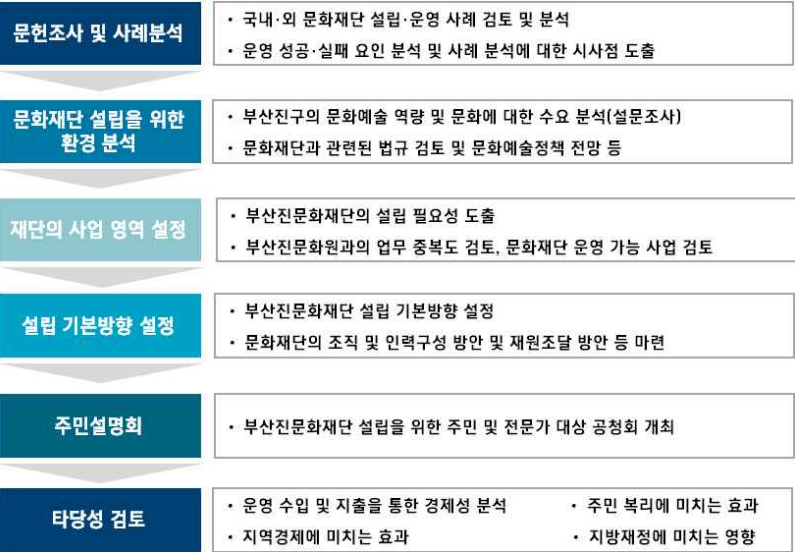 문헌조사 및 사례분석
• 국내·외 문화재단 설립·운영 사례 검토 및 분석
• 운영 성공·실패 요인 분석 및 사례 분석에 대한 시사점 도출
문화재단 설립을 위한
환경 분석
• 부산진구의 문화예술 역량 및 문화에 대한 수요 분석(설문조사)
• 문화재단과 관련된 법규 검토 및 문화예술정책 전망 등
재단의 사업 영역 설정
• 부산진문화재단의 설립 필요성 도출
• 부산진문화원과의 업무 중복도 검토, 문화재단 운영 가능 사업 검토
설립 기본방향 설정
• 부산진문화재단 설립 기본방향 설정
• 문화재단의 조직 및 인력구성 방안 및 재원조달 방안 등 마련
주민설명회
• 부산진문화재단 설립을 위한 주민 및 전문가 대상 공청회 개최
타당성 검토
• 운영 수입 및 지출을 통한 경제성 분석 • 주민 복리에 미치는 효과
• 지역경제에 미치는 효과 • 지방재정에 미치는 영향